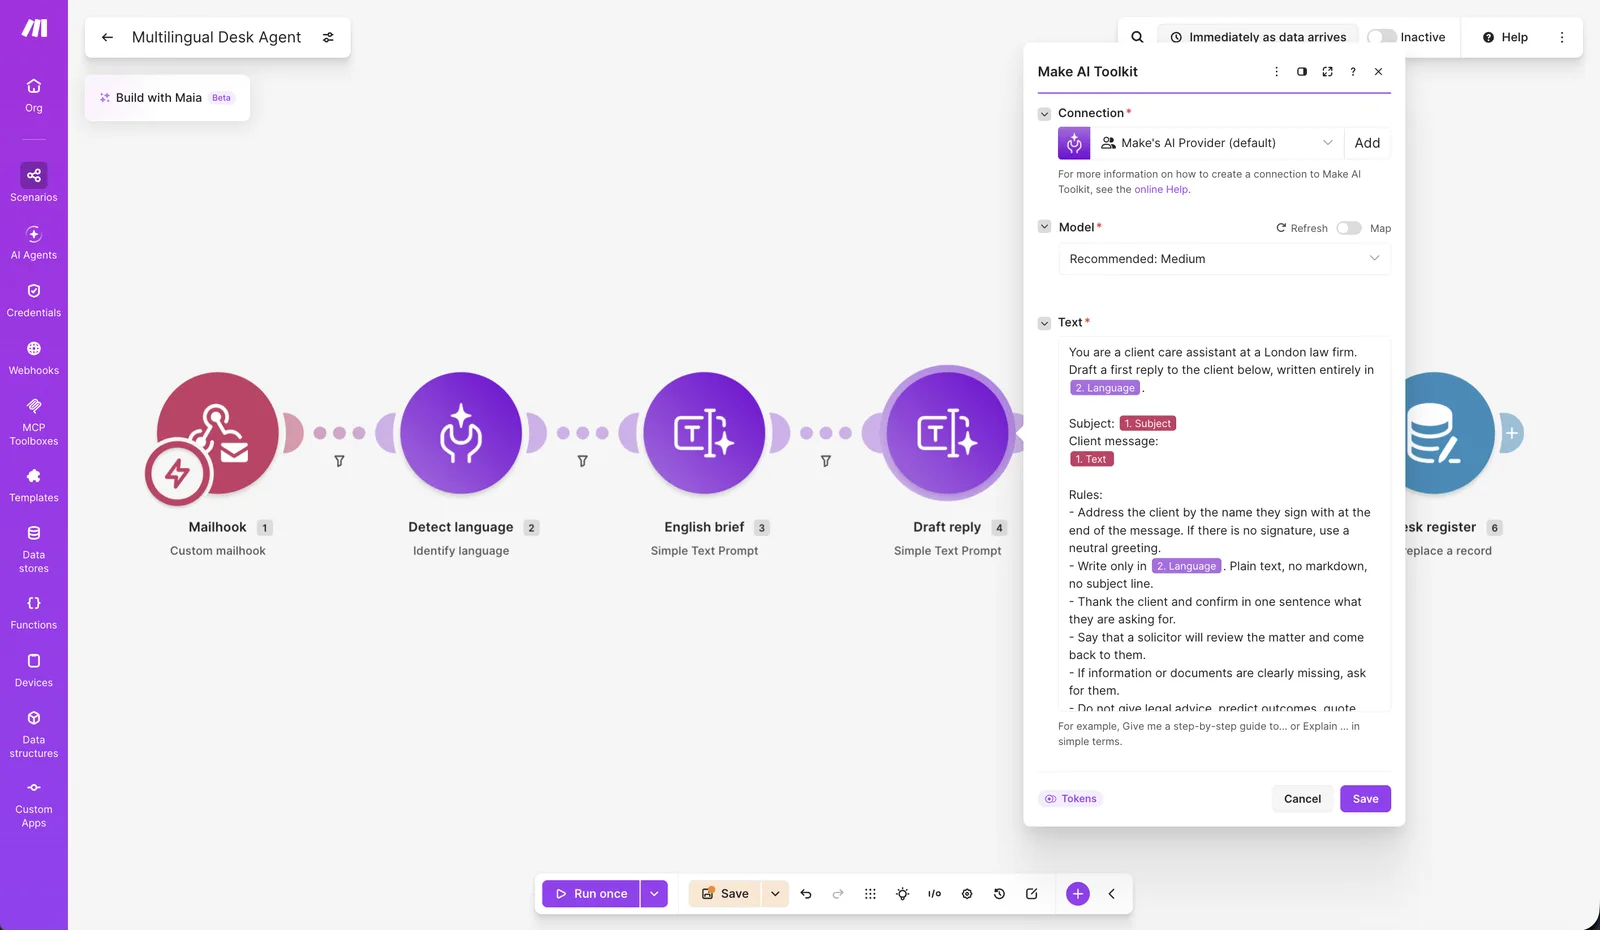 Multilingual Desk Agent
Immediately as data arrives
Inactive
Help
Build with Maia Beta
Org
Scenarios
AI Agents
Credentials
Webhooks
MCP
Toolboxes
Templates
Data
stores
Functions
Devices
Data
structures
Custom
Apps
Mailhook 1
Custom mailhook
Detect language 2
Identify language
English brief 3
Simple Text Prompt
Draft reply 4
Simple Text Prompt
esk register 6
replace a record
Make AI Toolkit
Connection*
Make's AI Provider (default)
Add
For more information on how to create a connection to Make AI
Toolkit, see the online Help.
Model*
Refresh
Map
Recommended: Medium
Text*
You are a client care assistant at a London law firm.
Draft a first reply to the client below, written entirely in
2. Language .
Subject: 1. Subject
Client message:
1. Text
Rules:
- Address the client by the name they sign with at the
end of the message. If there is no signature, use a
neutral greeting.
- Write only in 2. Language . Plain text, no markdown,
no subject line.
- Thank the client and confirm in one sentence what
they are asking for.
- Say that a solicitor will review the matter and come
back to them.
- If information or documents are clearly missing, ask
for them.
- Do not give legal advice, predict outcomes, quote
For example, Give me a step-by-step guide to... or Explain ... in
simple terms.
Tokens
Cancel
Save
Run once
Save